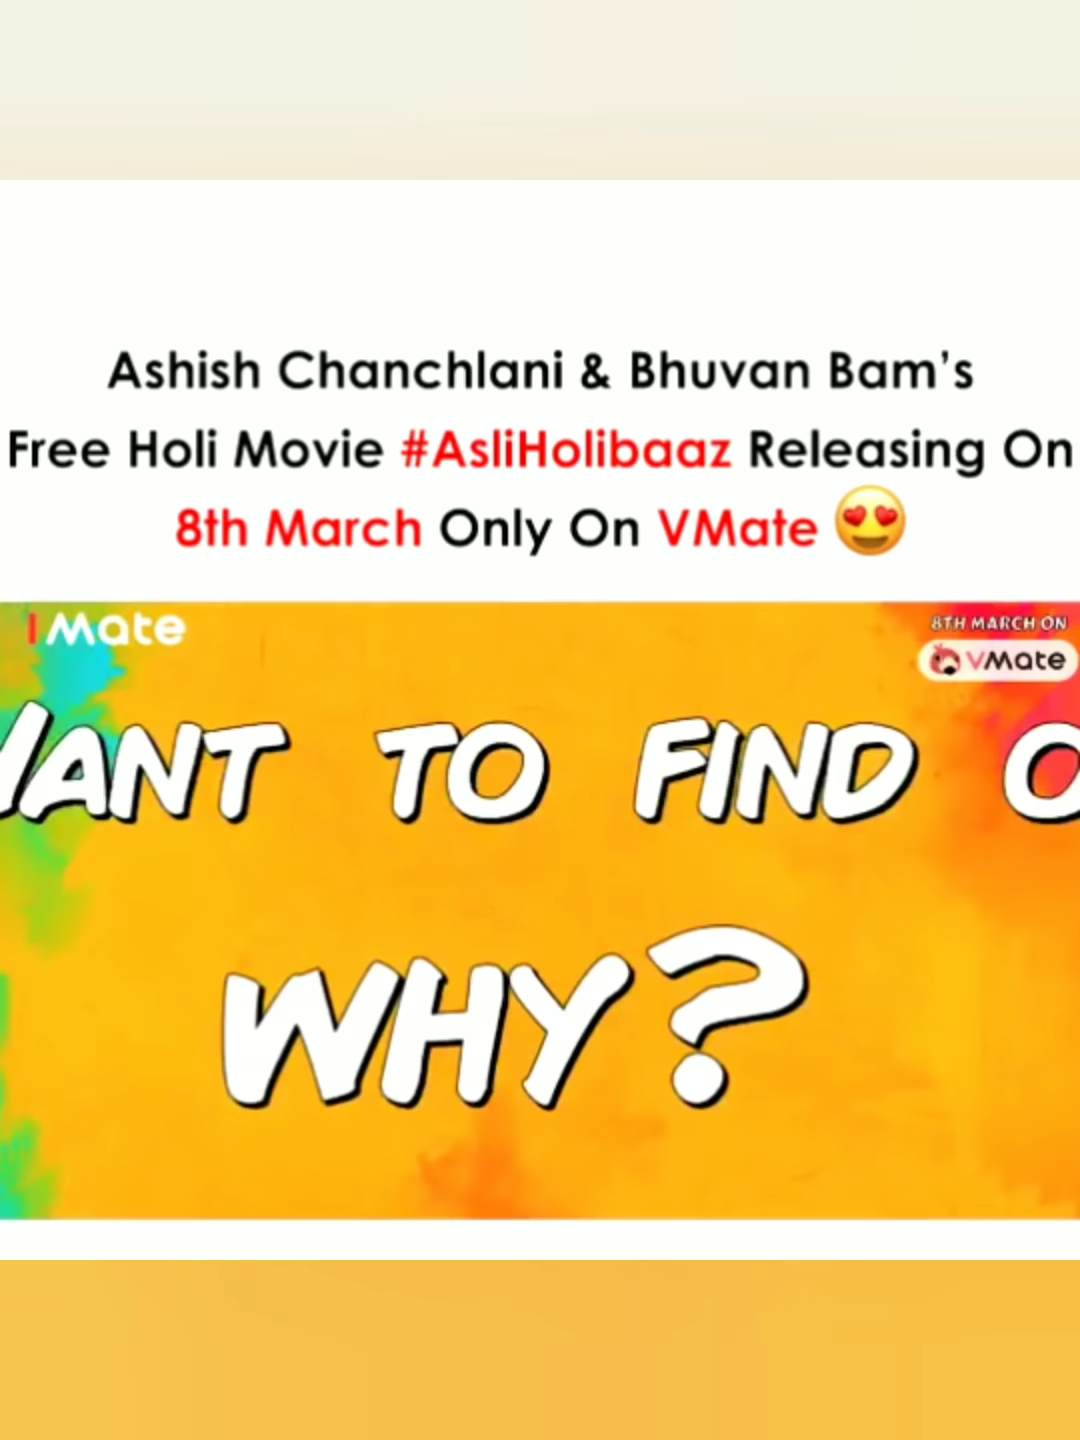 Ashish Chanchlani & Bhuvan Bam's
Free Holi Movie #AsliHolibaaz Releasing On
8th March Only On VMate 😍
Mate
8TH MARCH ON
VMate
WANT TO FIND O
WHY?